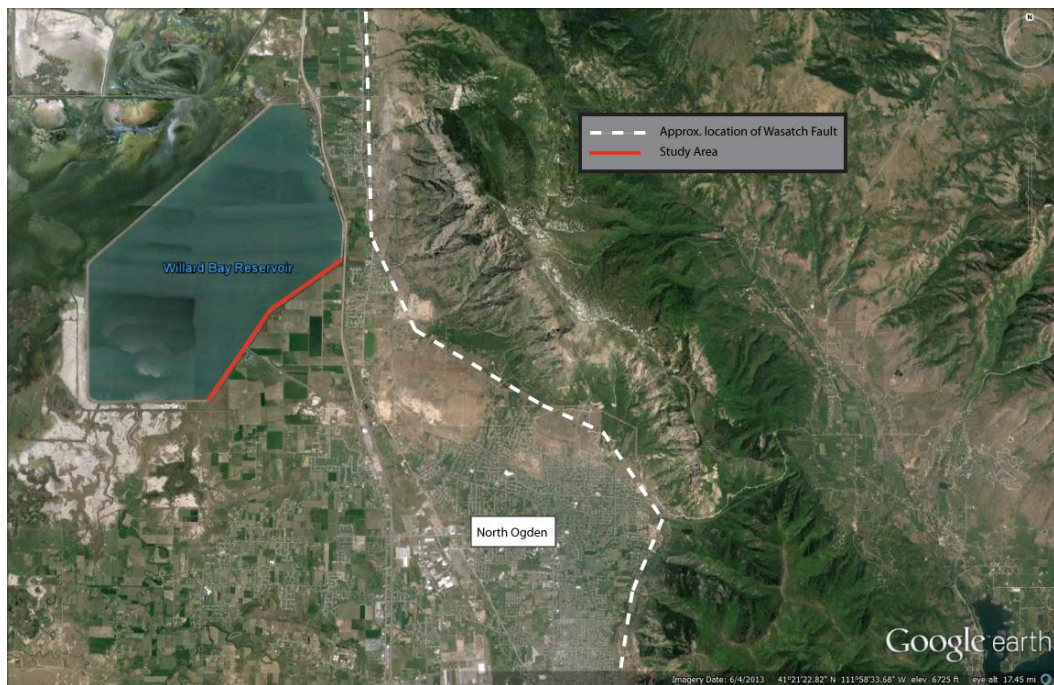 N
Approx. location of Wasatch Fault
Study Area
Willard Bay Reservoir
North Ogden
Google earth
Imagery Date: 6/4/2013 41°21'22.82" N 111°58'33.68" W elev 6725 ft eye alt 17.45 mi